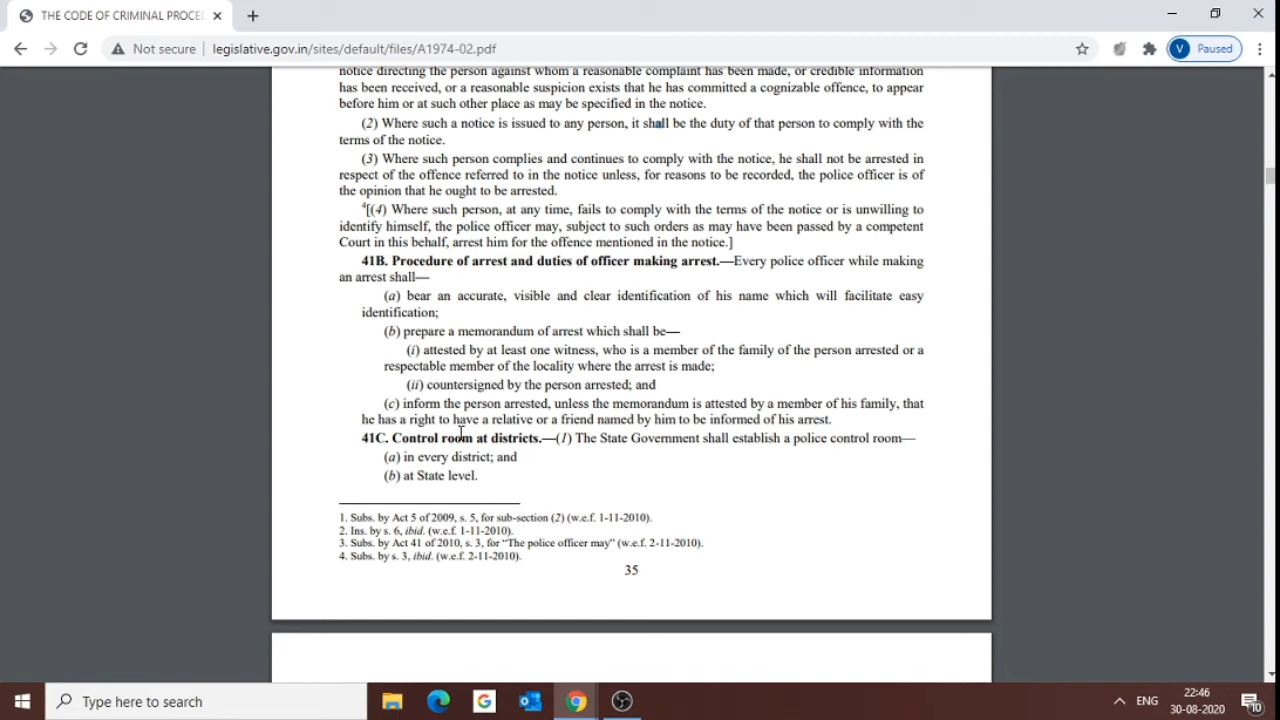 THE CODE OF CRIMINAL PROCE
Not secure legislative.gov.in/sites/default/files/A1974-02.pdf V Paused
notice directing the person against whom a reasonable complaint has been made, or credible information
has been received, or a reasonable suspicion exists that he has committed a cognizable offence, to appear
before him or at such other place as may be specified in the notice.
(2) Where such a notice is issued to any person, it shall be the duty of that person to comply with the
terms of the notice.
(3) Where such person complies and continues to comply with the notice, he shall not be arrested in
respect of the offence referred to in the notice unless, for reasons to be recorded, the police officer is of
the opinion that he ought to be arrested.
4[(4) Where such person, at any time, fails to comply with the terms of the notice or is unwilling to
identify himself, the police officer may, subject to such orders as may have been passed by a competent
Court in this behalf, arrest him for the offence mentioned in the notice.]
41B. Procedure of arrest and duties of officer making arrest.—Every police officer while making
an arrest shall—
(a) bear an accurate, visible and clear identification of his name which will facilitate easy
identification;
(b) prepare a memorandum of arrest which shall be—
(i) attested by at least one witness, who is a member of the family of the person arrested or a
respectable member of the locality where the arrest is made;
(ii) countersigned by the person arrested; and
(c) inform the person arrested, unless the memorandum is attested by a member of his family, that
he has a right to have a relative or a friend named by him to be informed of his arrest.
41C. Control room at districts.—(1) The State Government shall establish a police control room—
(a) in every district; and
(b) at State level.
1. Subs. by Act 5 of 2009, s. 5, for sub-section (2) (w.e.f. 1-11-2010).
2. Ins. by s. 6, ibid. (w.e.f. 1-11-2010).
3. Subs. by Act 41 of 2010, s. 3, for “The police officer may” (w.e.f. 2-11-2010).
4. Subs. by s. 3, ibid. (w.e.f. 2-11-2010).
35
Type here to search
G
ENG
22:46
30-08-2020
10